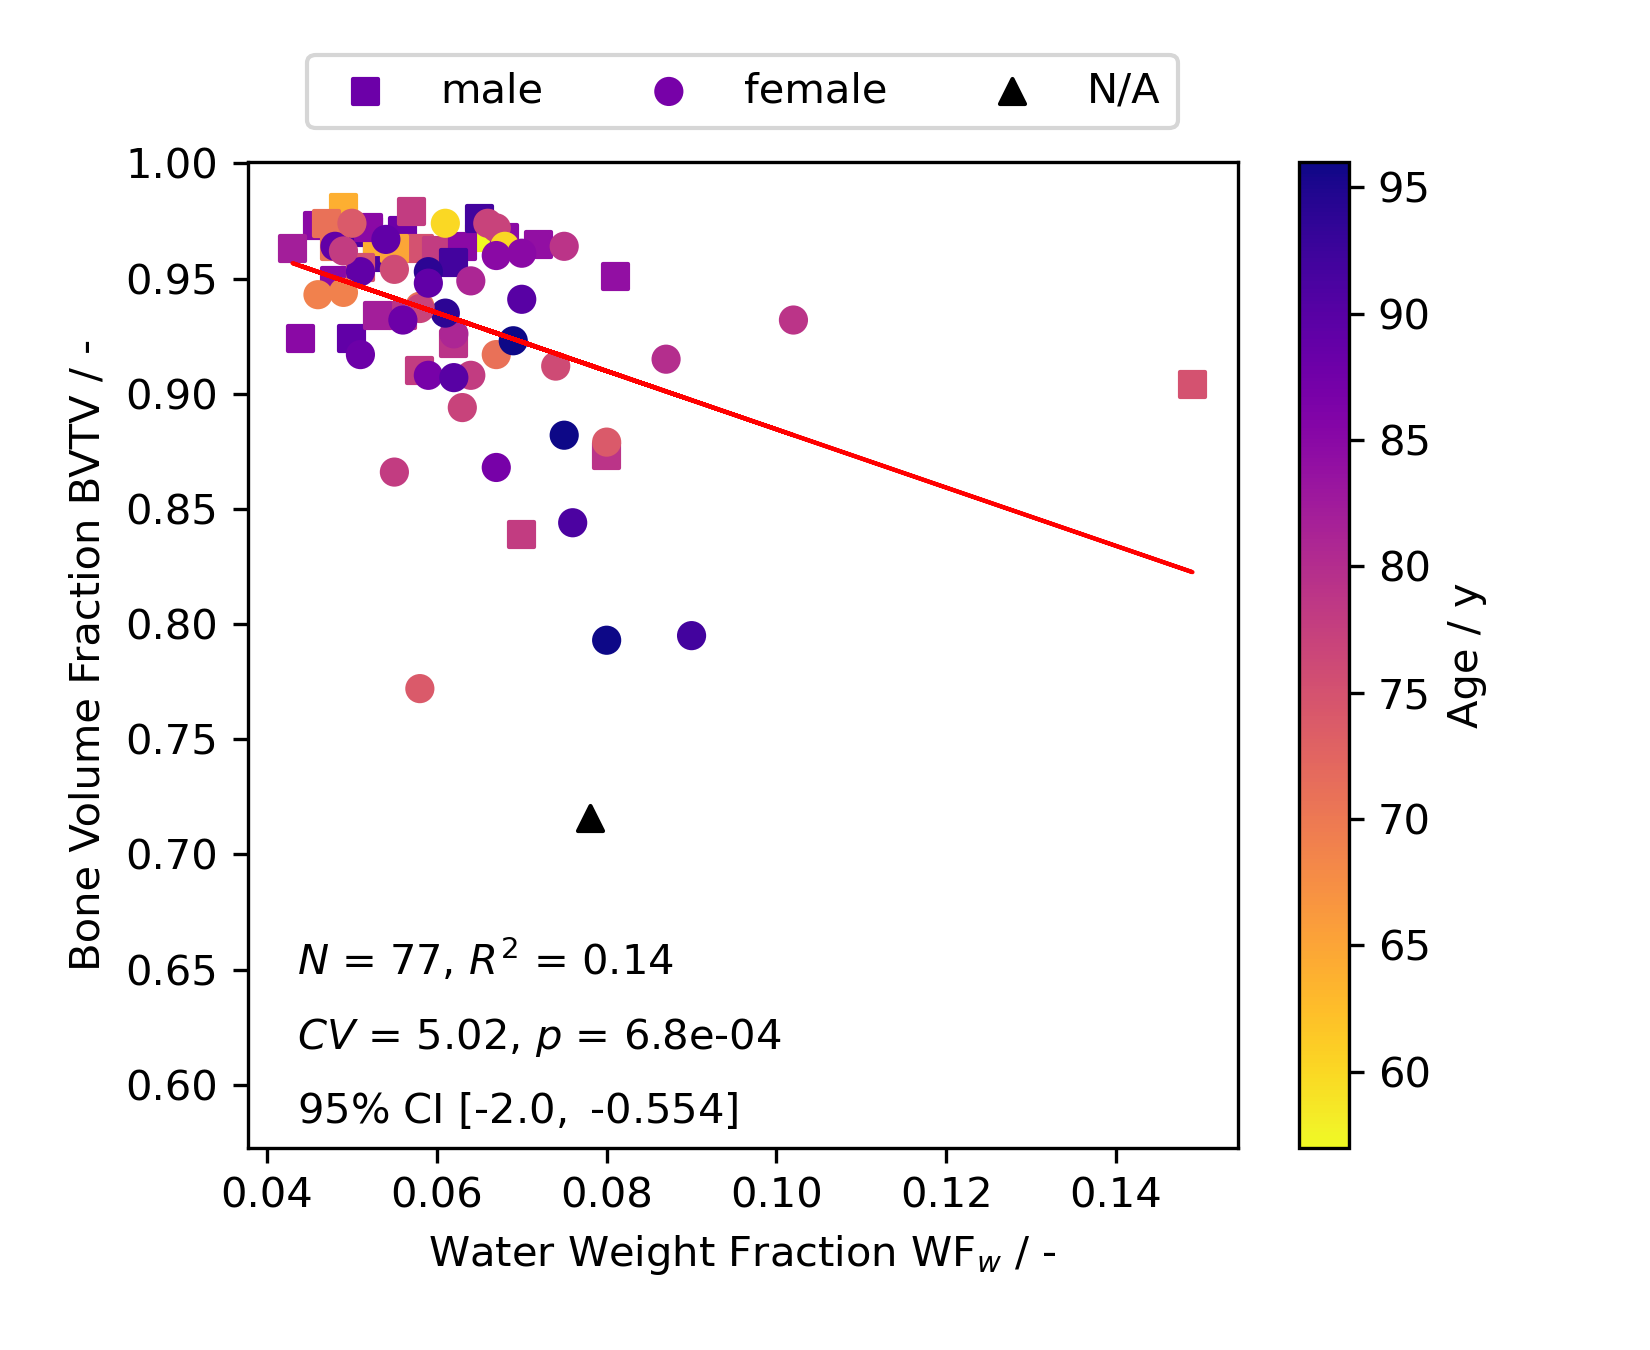 male female N/A
1.00
0.95
0.90
0.85
0.80
0.75
0.70
0.65
0.60
Bone Volume Fraction BVTV / -
N = 77, R² = 0.14
CV = 5.02, p = 6.8e-04
95% CI [-2.0, -0.554]
0.04 0.06 0.08 0.10 0.12 0.14
Water Weight Fraction WF_w / -
95
90
85
80
75
70
65
60
Age / y